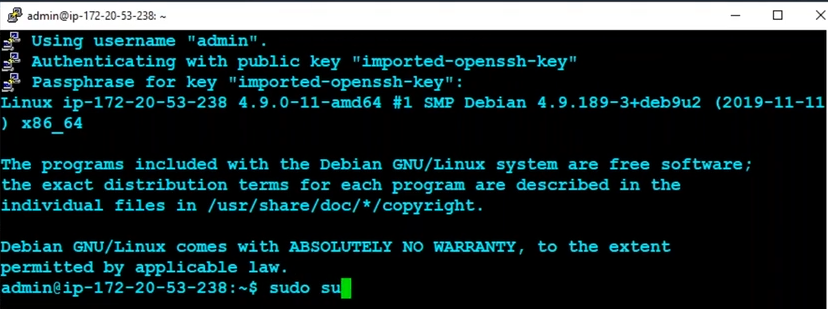 admin@ip-172-20-53-238: ~
Using username "admin".
Authenticating with public key "imported-openssh-key"
Passphrase for key "imported-openssh-key":
Linux ip-172-20-53-238 4.9.0-11-amd64 #1 SMP Debian 4.9.189-3+deb9u2 (2019-11-11
) x86_64
The programs included with the Debian GNU/Linux system are free software;
the exact distribution terms for each program are described in the
individual files in /usr/share/doc/*/copyright.
Debian GNU/Linux comes with ABSOLUTELY NO WARRANTY, to the extent
permitted by applicable law.
admin@ip-172-20-53-238:~$ sudo su